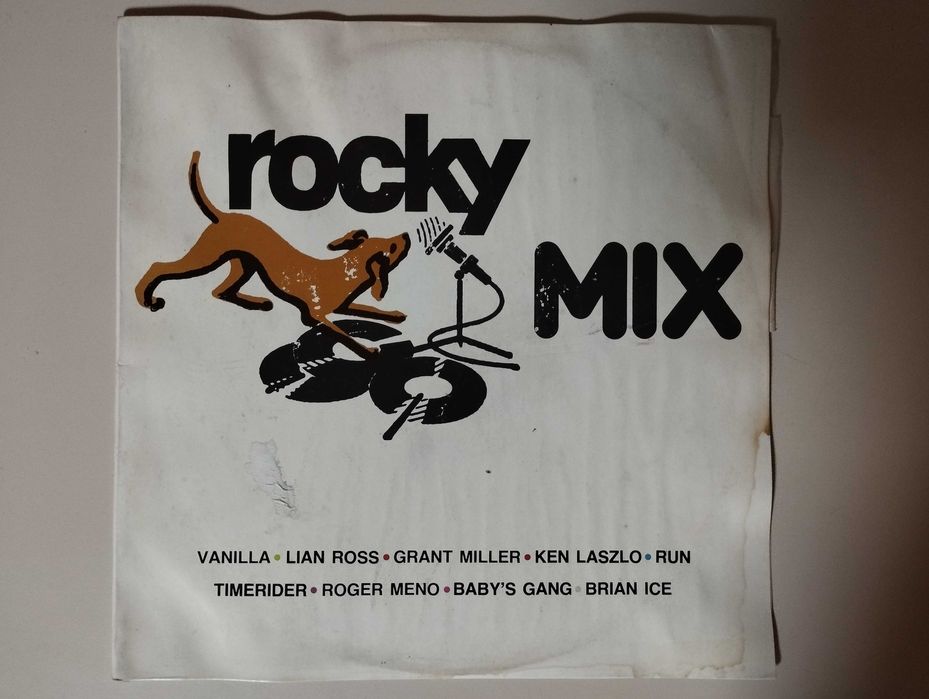 rocky
MIX
VANILLA • LIAN ROSS • GRANT MILLER • KEN LASZLO • RUN
TIMERIDER • ROGER MENO • BABY'S GANG • BRIAN ICE